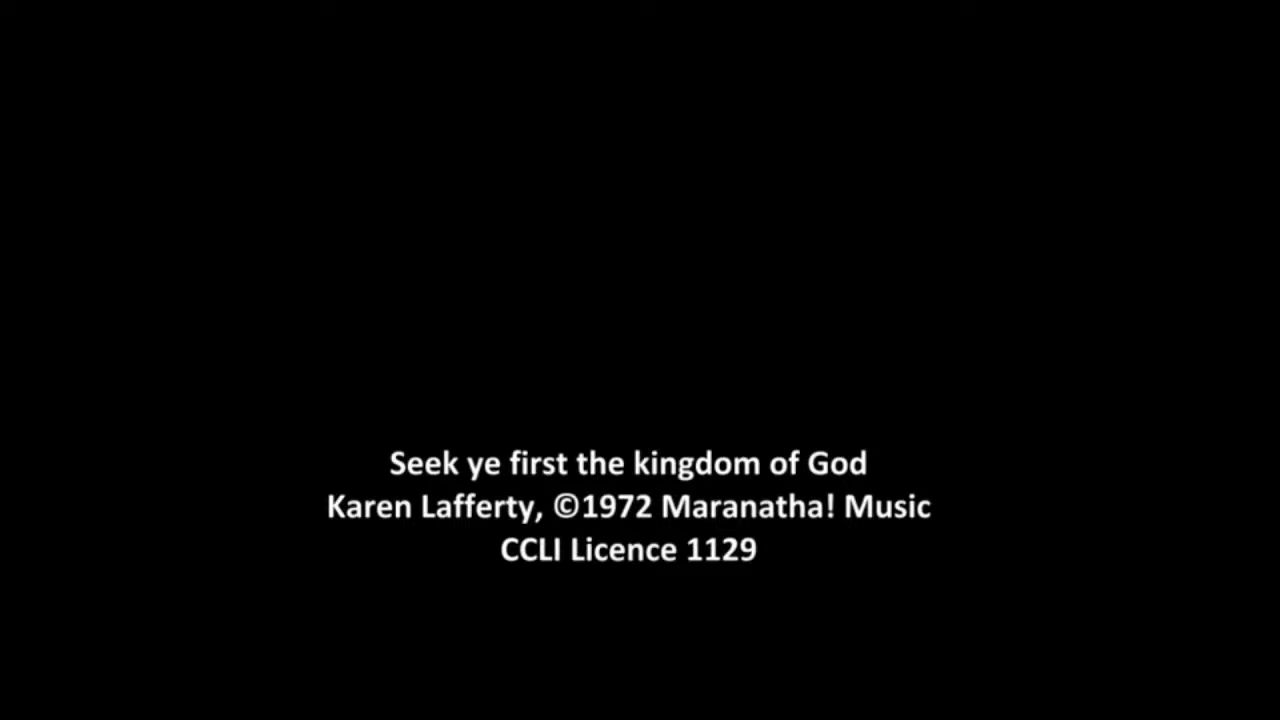 Seek ye first the kingdom of God
Karen Lafferty, ©1972 Maranatha! Music
CCLI Licence 1129